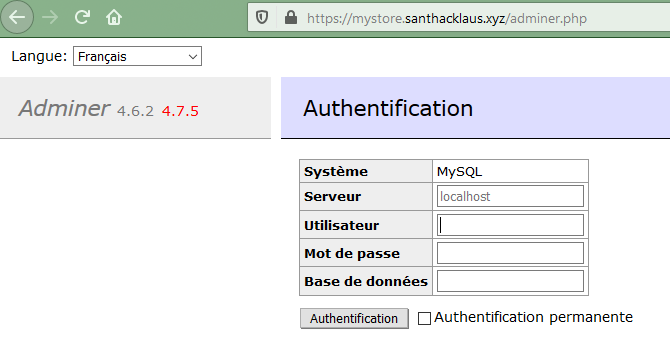 https://mystore.santhacklaus.xyz/adminer.php
Langue: Français
Adminer 4.6.2 4.7.5
Authentification
Système MySQL
Serveur localhost
Utilisateur
Mot de passe
Base de données
Authentification Authentification permanente